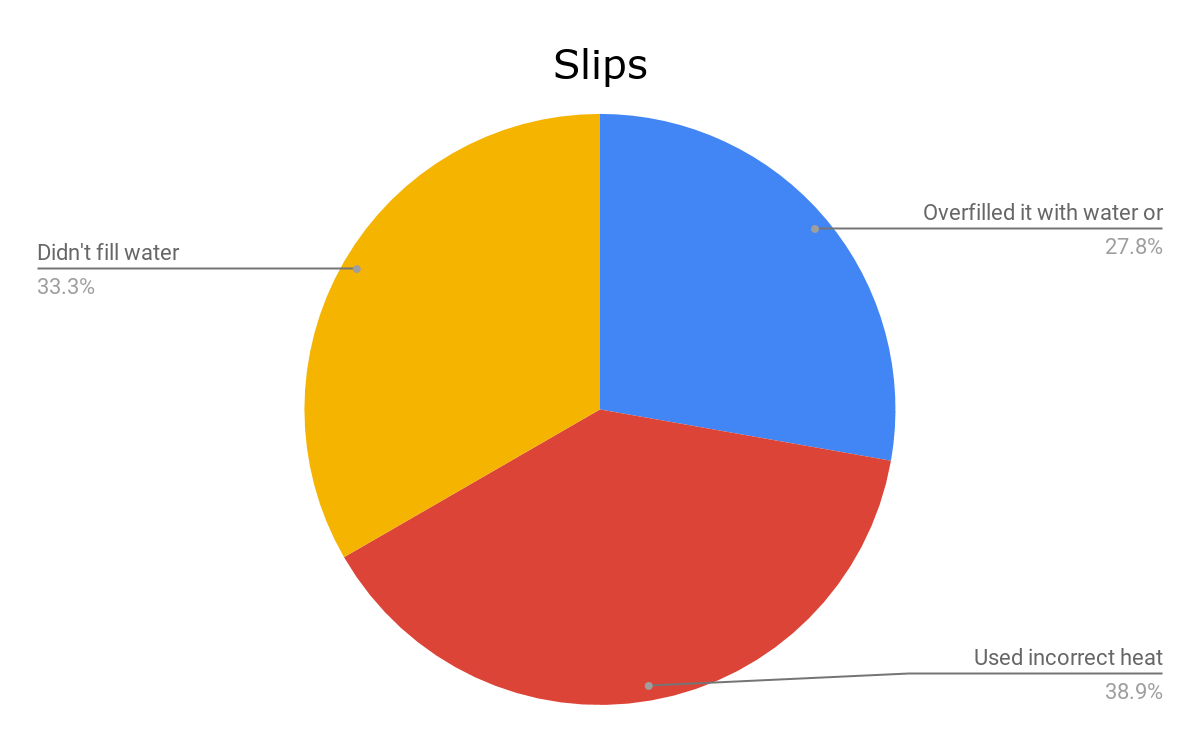 Slips
Overfilled it with water or
27.8%
Didn't fill water
33.3%
Used incorrect heat
38.9%